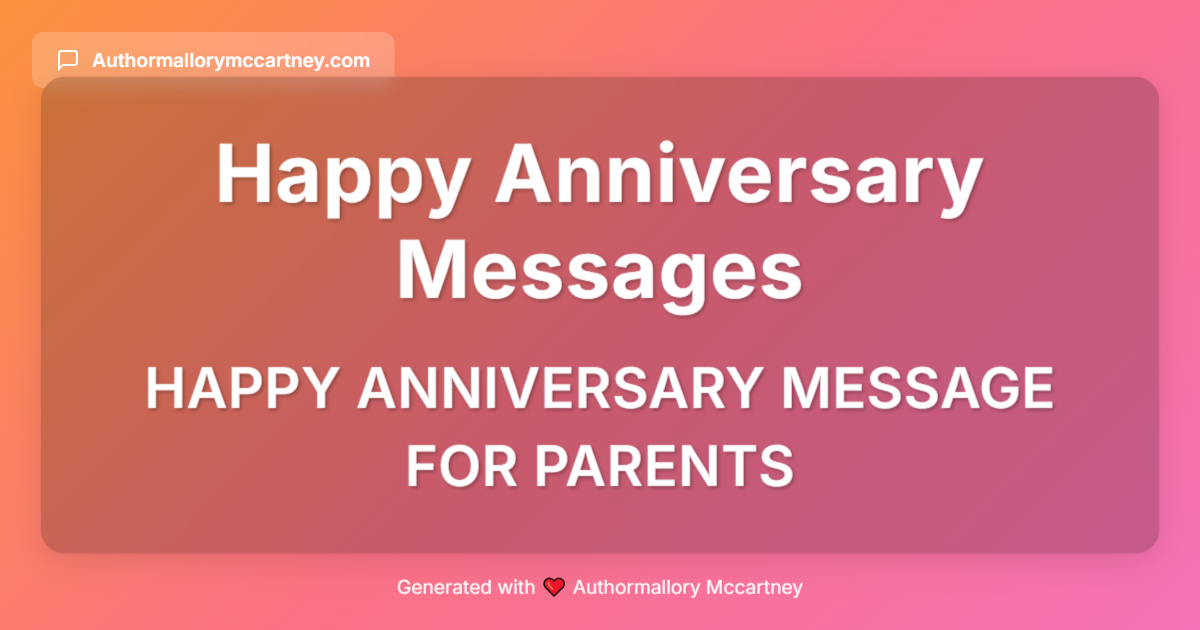 Authormallorymccartney.com
Happy Anniversary
Messages
HAPPY ANNIVERSARY MESSAGE
FOR PARENTS
Generated with ❤️ Authormallory Mccartney